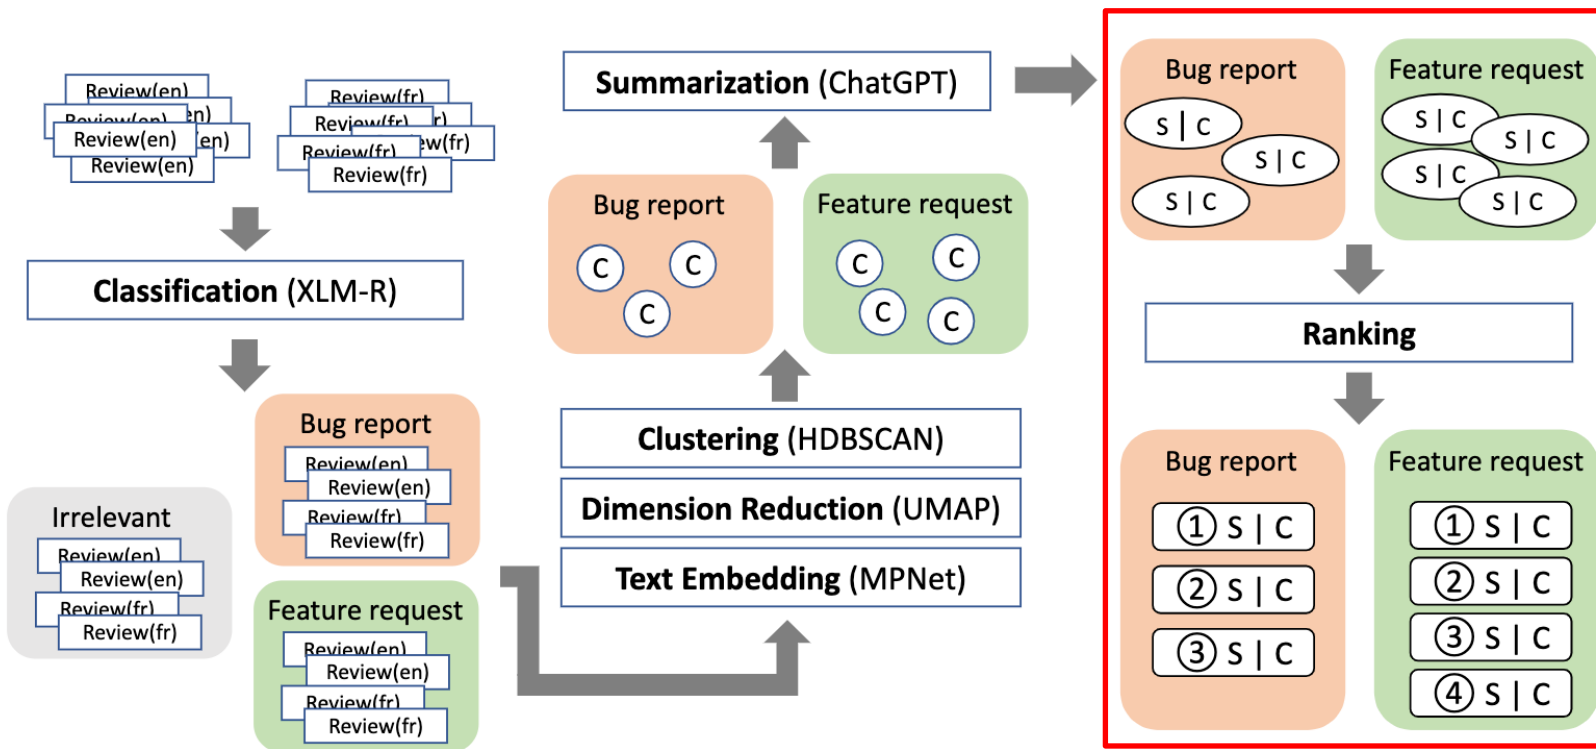 Review(en)
Review(en)
Review(en)
Review(en)
Review(fr)
Review(fr)
Review(fr)
Review(fr)
Classification (XLM-R)
Irrelevant
Review(en)
Review(en)
Review(fr)
Review(fr)
Bug report
Review(en)
Review(en)
Review(fr)
Review(fr)
Feature request
Review(en)
Review(en)
Review(fr)
Review(fr)
Text Embedding (MPNet)
Dimension Reduction (UMAP)
Clustering (HDBSCAN)
Bug report
C
C
C
Feature request
C
C
C
C
Summarization (ChatGPT)
Bug report
S | C
S | C
S | C
Feature request
S | C
S | C
S | C
S | C
Ranking
Bug report
1 S | C
2 S | C
3 S | C
Feature request
1 S | C
2 S | C
3 S | C
4 S | C